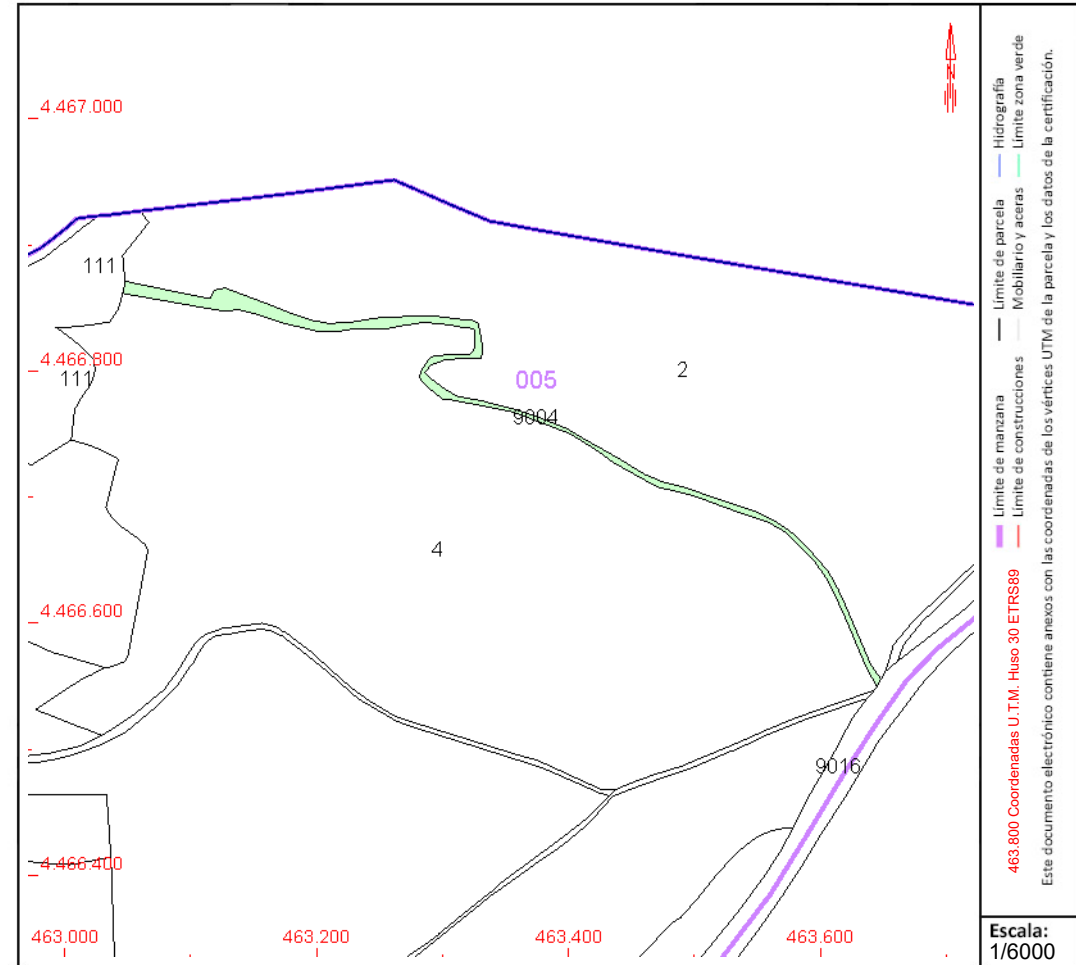 4.467.000
N
111
4.466.800
111
005
2
9004
4
4.466.600
9016
4.466.400
463.000
463.200
463.400
463.600
Límite de manzana
Límite de parcela
Hidrografía
463.800 Coordenadas U.T.M. Huso 30 ETRS89
Límite de construcciones
Mobiliario y aceras
Límite zona verde
Este documento electrónico contiene anexos con las coordenadas de los vértices UTM de la parcela y los datos de la certificación.
Escala:
1/6000